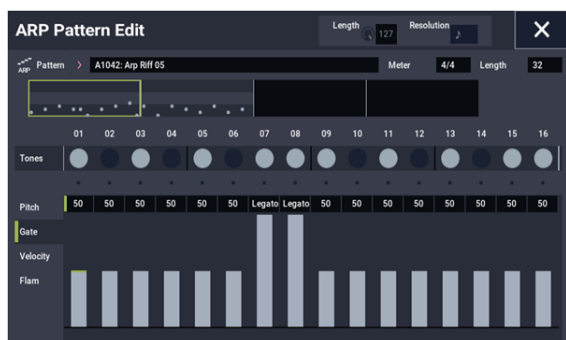 ARP Pattern Edit Length 127 Resolution ♪ X
ARP Pattern > A1042: Arp Riff 05 Meter 4/4 Length 32
01 02 03 04 05 06 07 08 09 10 11 12 13 14 15 16
Tones
Pitch 50 50 50 50 50 50 Legato Legato 50 50 50 50 50 50 50 50
Gate
Velocity
Flam